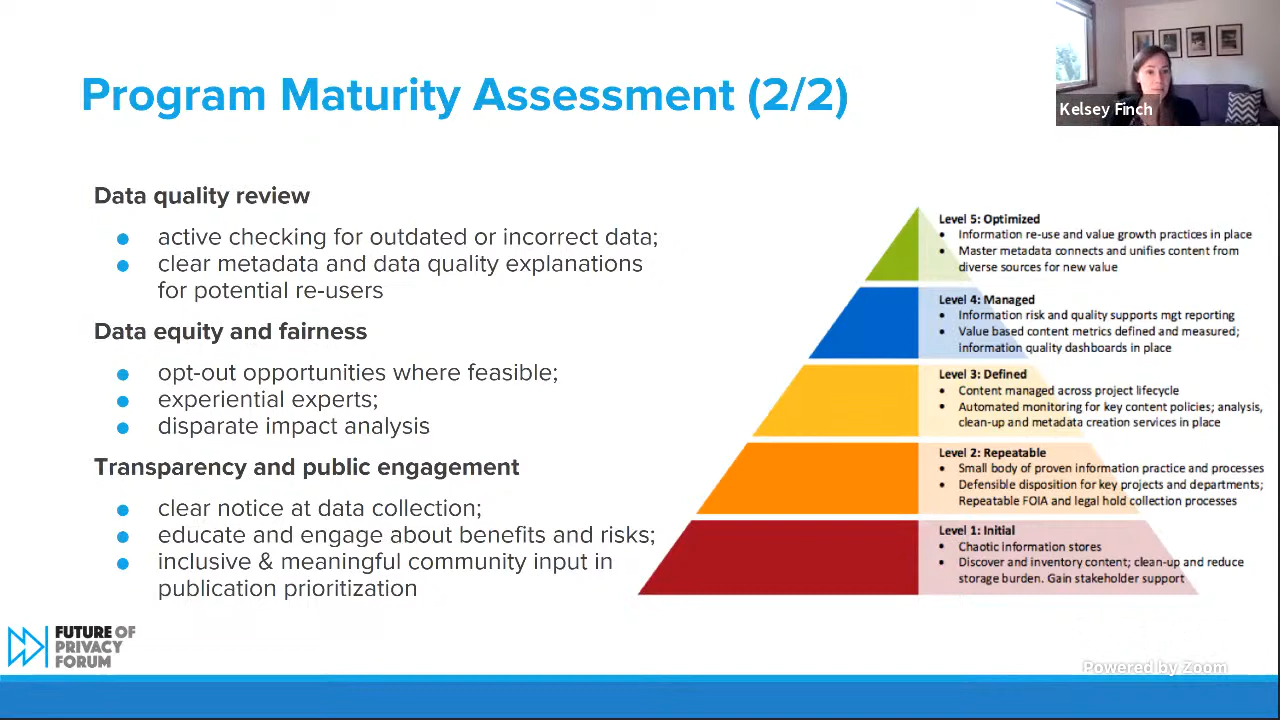 Program Maturity Assessment (2/2)
Kelsey Finch
Data quality review
● active checking for outdated or incorrect data;
● clear metadata and data quality explanations
for potential re-users
Data equity and fairness
● opt-out opportunities where feasible;
● experiential experts;
● disparate impact analysis
Transparency and public engagement
● clear notice at data collection;
● educate and engage about benefits and risks;
● inclusive & meaningful community input in
publication prioritization
Level 5: Optimized
• Information re-use and value growth practices in place
• Master metadata connects and unifies content from
diverse sources for new value
Level 4: Managed
• Information risk and quality supports mgt reporting
• Value based content metrics defined and measured;
Information quality dashboards in place
Level 3: Defined
• Content managed across project lifecycle
• Automated monitoring for key content policies; analysis,
clean-up and metadata creation services in place
Level 2: Repeatable
• Small body of proven information practice and processes
• Defensible disposition for key projects and departments;
Repeatable FOIA and legal hold collection processes
Level 1: Initial
• Chaotic information stores
• Discover and inventory content; clean-up and reduce
storage burden. Gain stakeholder support
FUTURE OF
PRIVACY
FORUM
Powered by Zoom